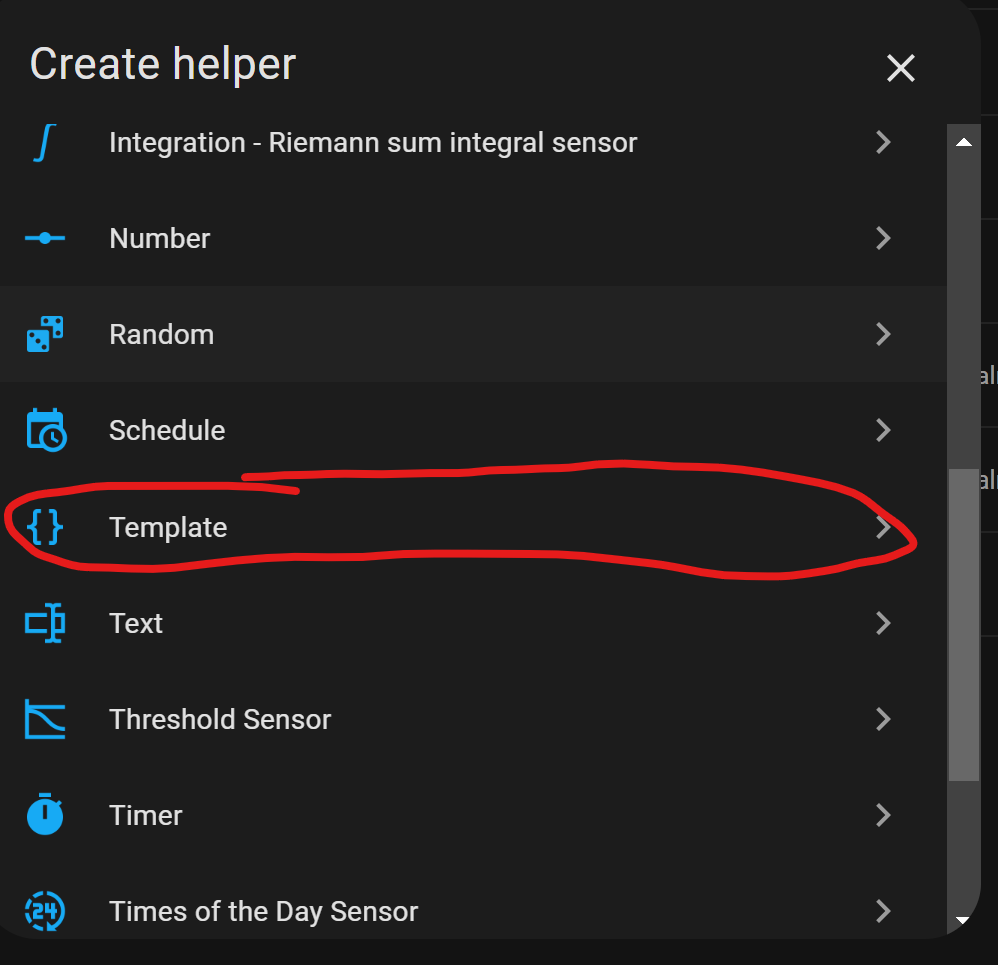 Create helper
Integration - Riemann sum integral sensor
Number
Random
Schedule
Template
Text
Threshold Sensor
Timer
24
Times of the Day Sensor